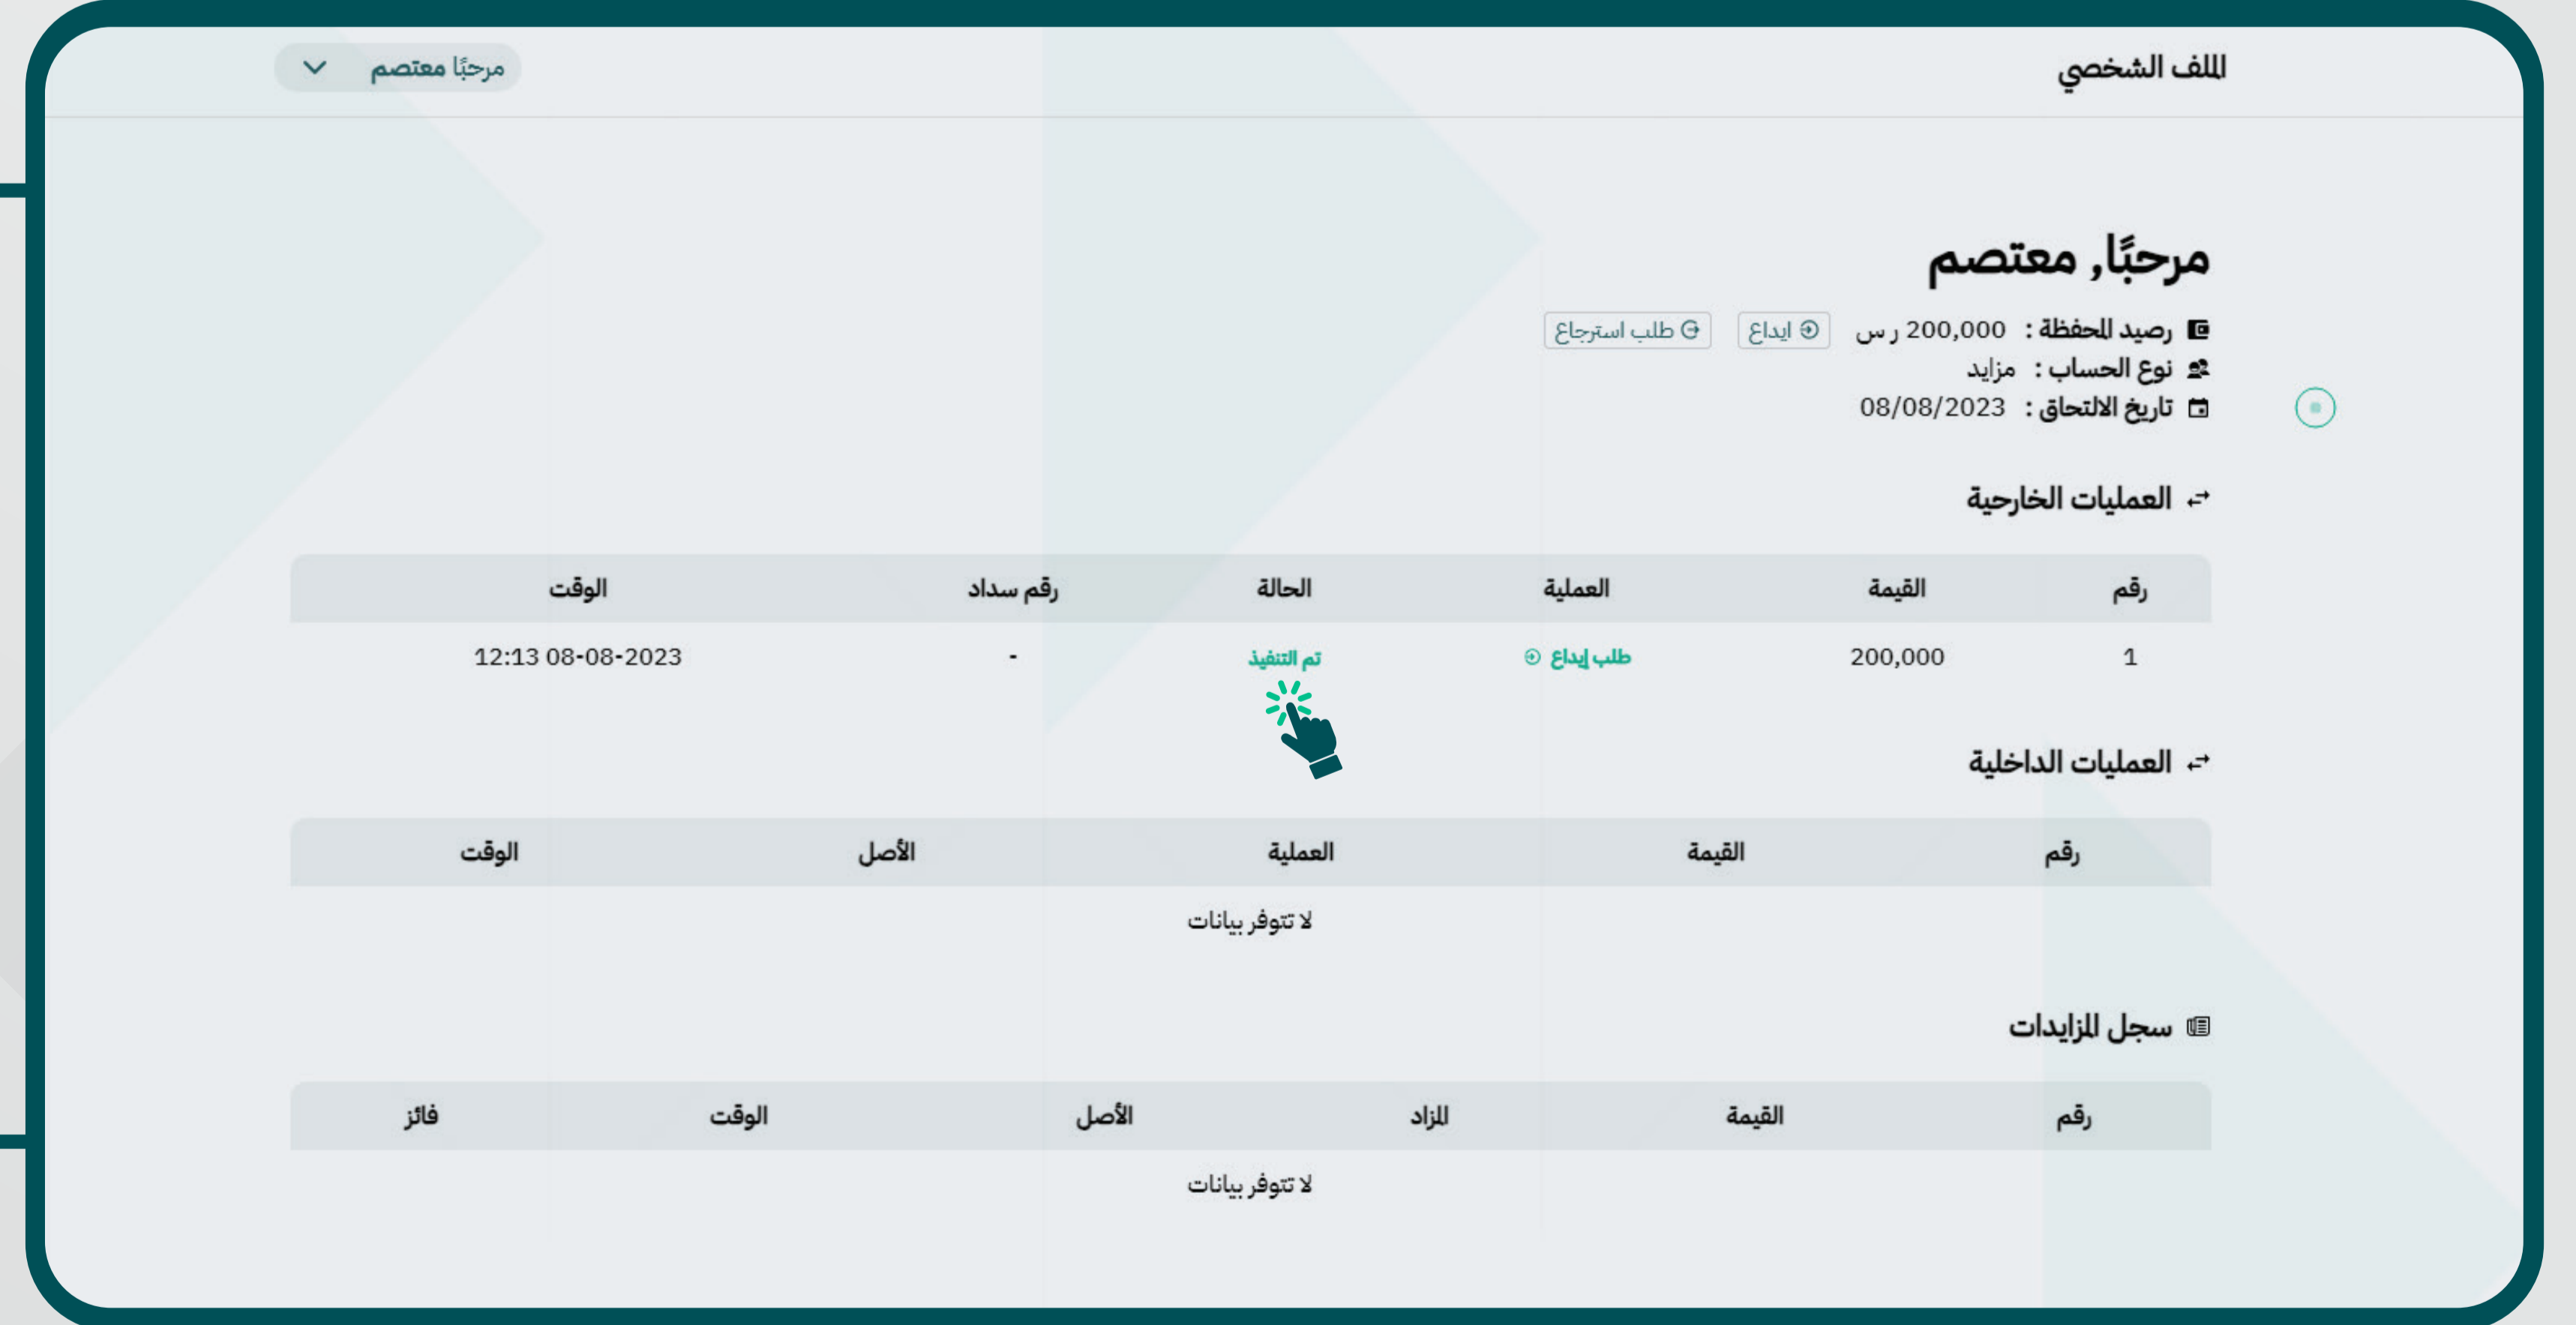 الملف الشخصي
مرحبًا معتصم
مرحبًا, معتصم
رصيد المحفظة : 200,000 ر س ايداع طلب استرجاع
نوع الحساب : مزايد
تاريخ الالتحاق : 08/08/2023
العمليات الخارحية
رقم القيمة العملية الحالة رقم سداد الوقت
1 200,000 طلب إيداع تم التنفيذ - 12:13 08-08-2023
العمليات الداخلية
رقم القيمة العملية الأصل الوقت
لا تتوفر بيانات
سجل المزايدات
رقم القيمة المزاد الأصل الوقت فائز
لا تتوفر بيانات